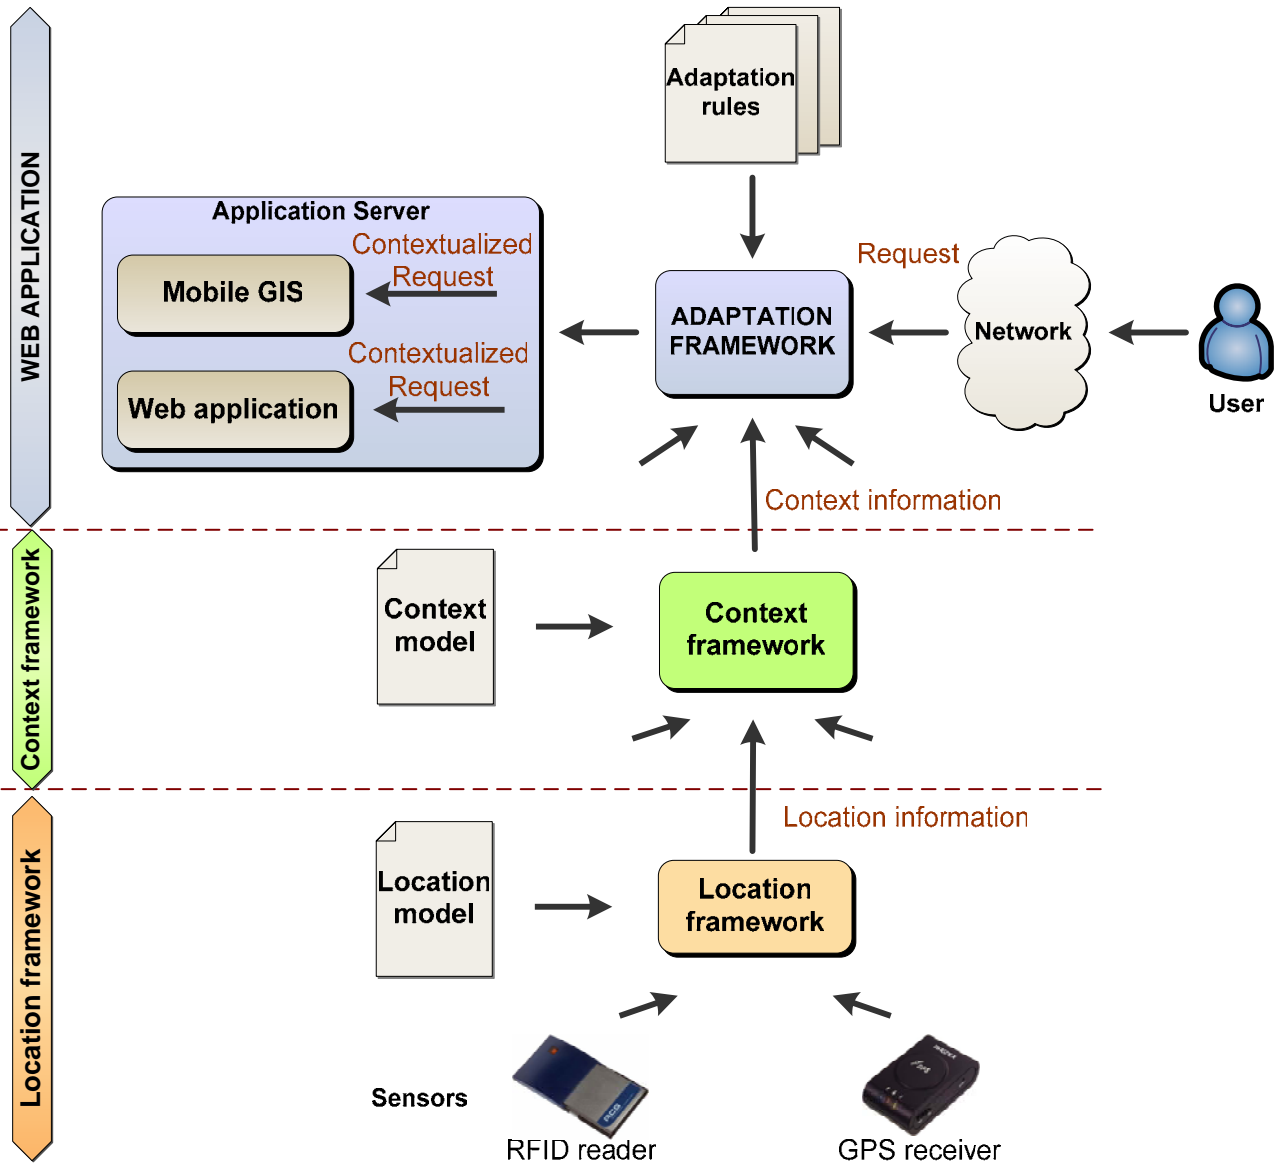 WEB APPLICATION
Adaptation
rules
Application Server
Contextualized
Request
Mobile GIS
Contextualized
Request
Web application
ADAPTATION
FRAMEWORK
Request
Network
User
Context information
Context framework
Context
model
Context
framework
Location information
Location framework
Location
model
Location
framework
Sensors
RFID reader
GPS receiver